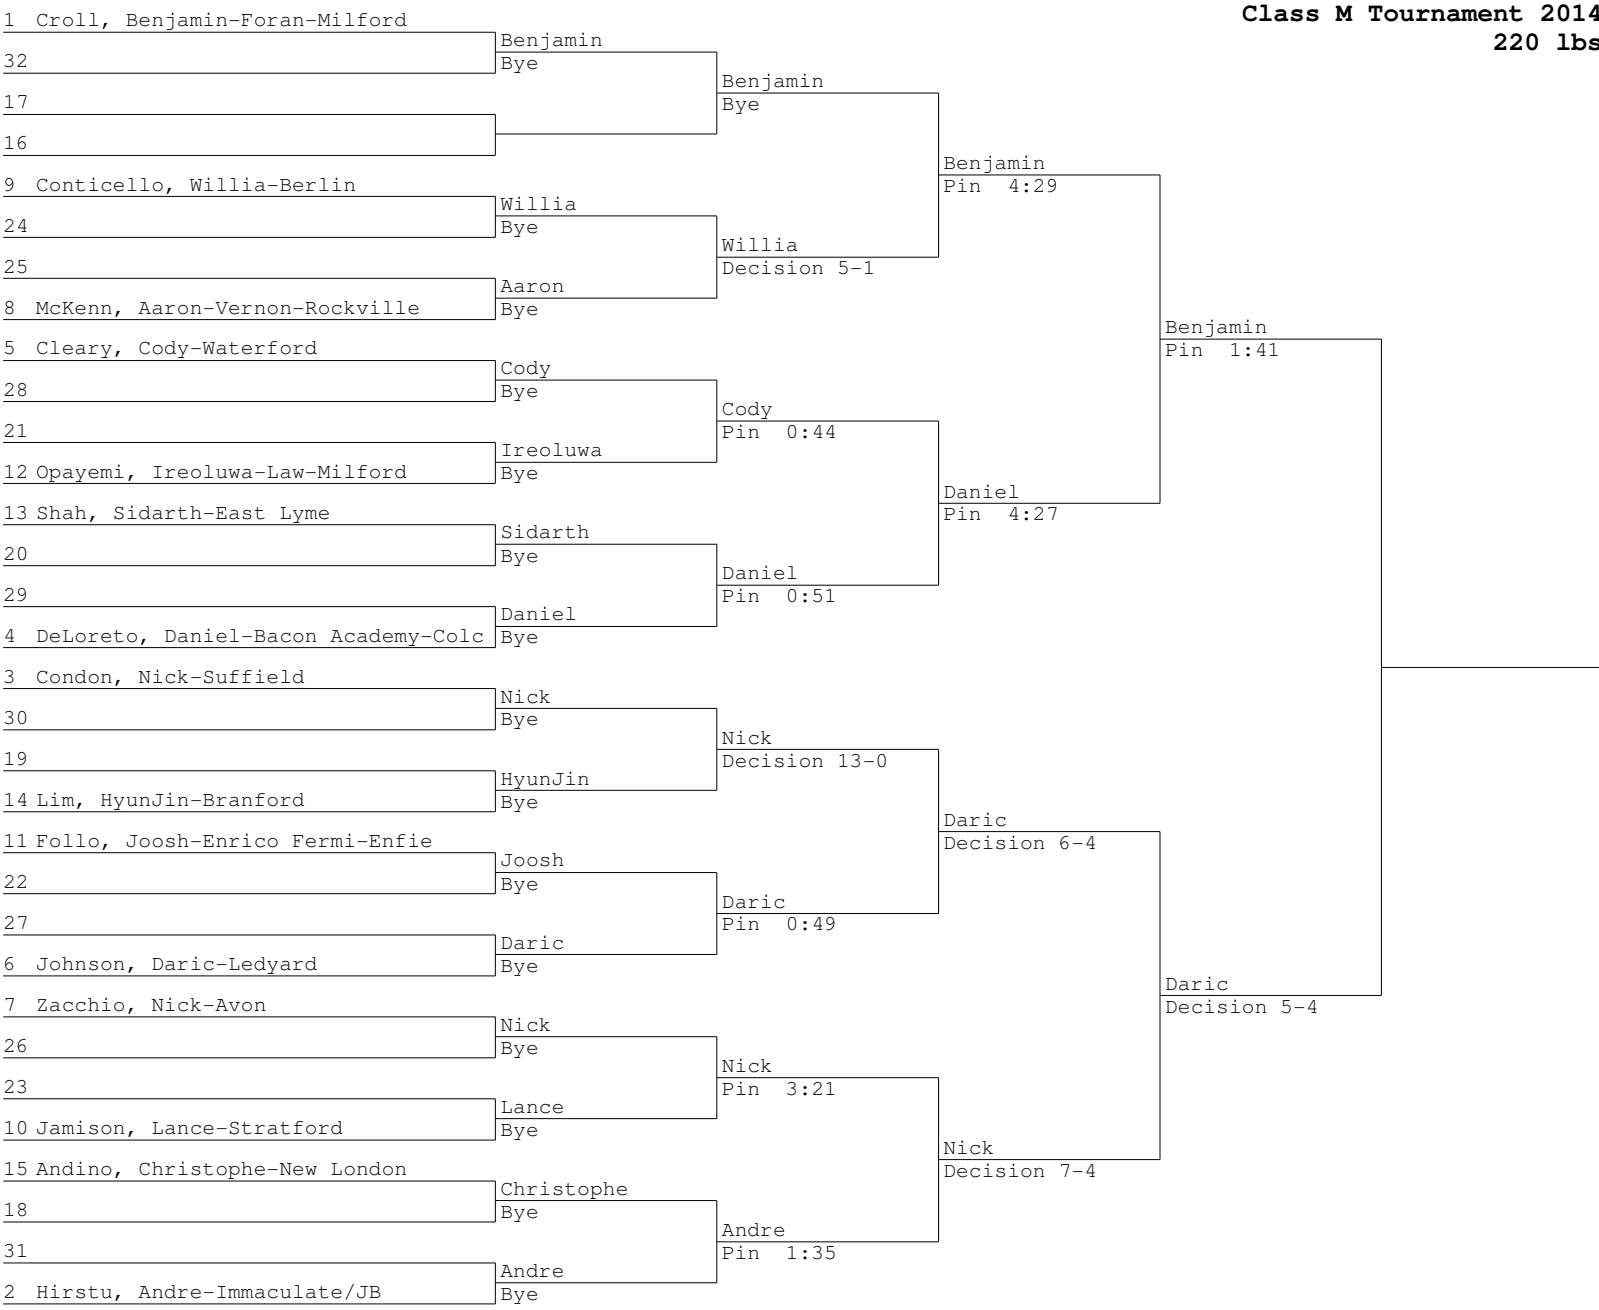 Class M Tournament 2014
220 lbs
1 Croll, Benjamin-Foran-Milford
32
17
16
9 Conticello, Willia-Berlin
24
25
8 McKenn, Aaron-Vernon-Rockville
5 Cleary, Cody-Waterford
28
21
12 Opayemi, Ireoluwa-Law-Milford
13 Shah, Sidarth-East Lyme
20
29
4 DeLoreto, Daniel-Bacon Academy-Colc
3 Condon, Nick-Suffield
30
19
14 Lim, HyunJin-Branford
11 Follo, Joosh-Enrico Fermi-Enfie
22
27
6 Johnson, Daric-Ledyard
7 Zacchio, Nick-Avon
26
23
10 Jamison, Lance-Stratford
15 Andino, Christophe-New London
18
31
2 Hirstu, Andre-Immaculate/JB
Benjamin
Bye
Willia
Bye
Aaron
Bye
Cody
Bye
Ireoluwa
Bye
Sidarth
Bye
Daniel
Bye
Nick
Bye
HyunJin
Bye
Joosh
Bye
Daric
Bye
Nick
Bye
Lance
Bye
Christophe
Bye
Andre
Bye
Benjamin
Bye
Willia
Decision 5-1
Cody
Pin 0:44
Daniel
Pin 0:51
Nick
Decision 13-0
Daric
Pin 0:49
Nick
Pin 3:21
Andre
Pin 1:35
Benjamin
Pin 4:29
Daniel
Pin 4:27
Daric
Decision 6-4
Nick
Decision 7-4
Benjamin
Pin 1:41
Daric
Decision 5-4